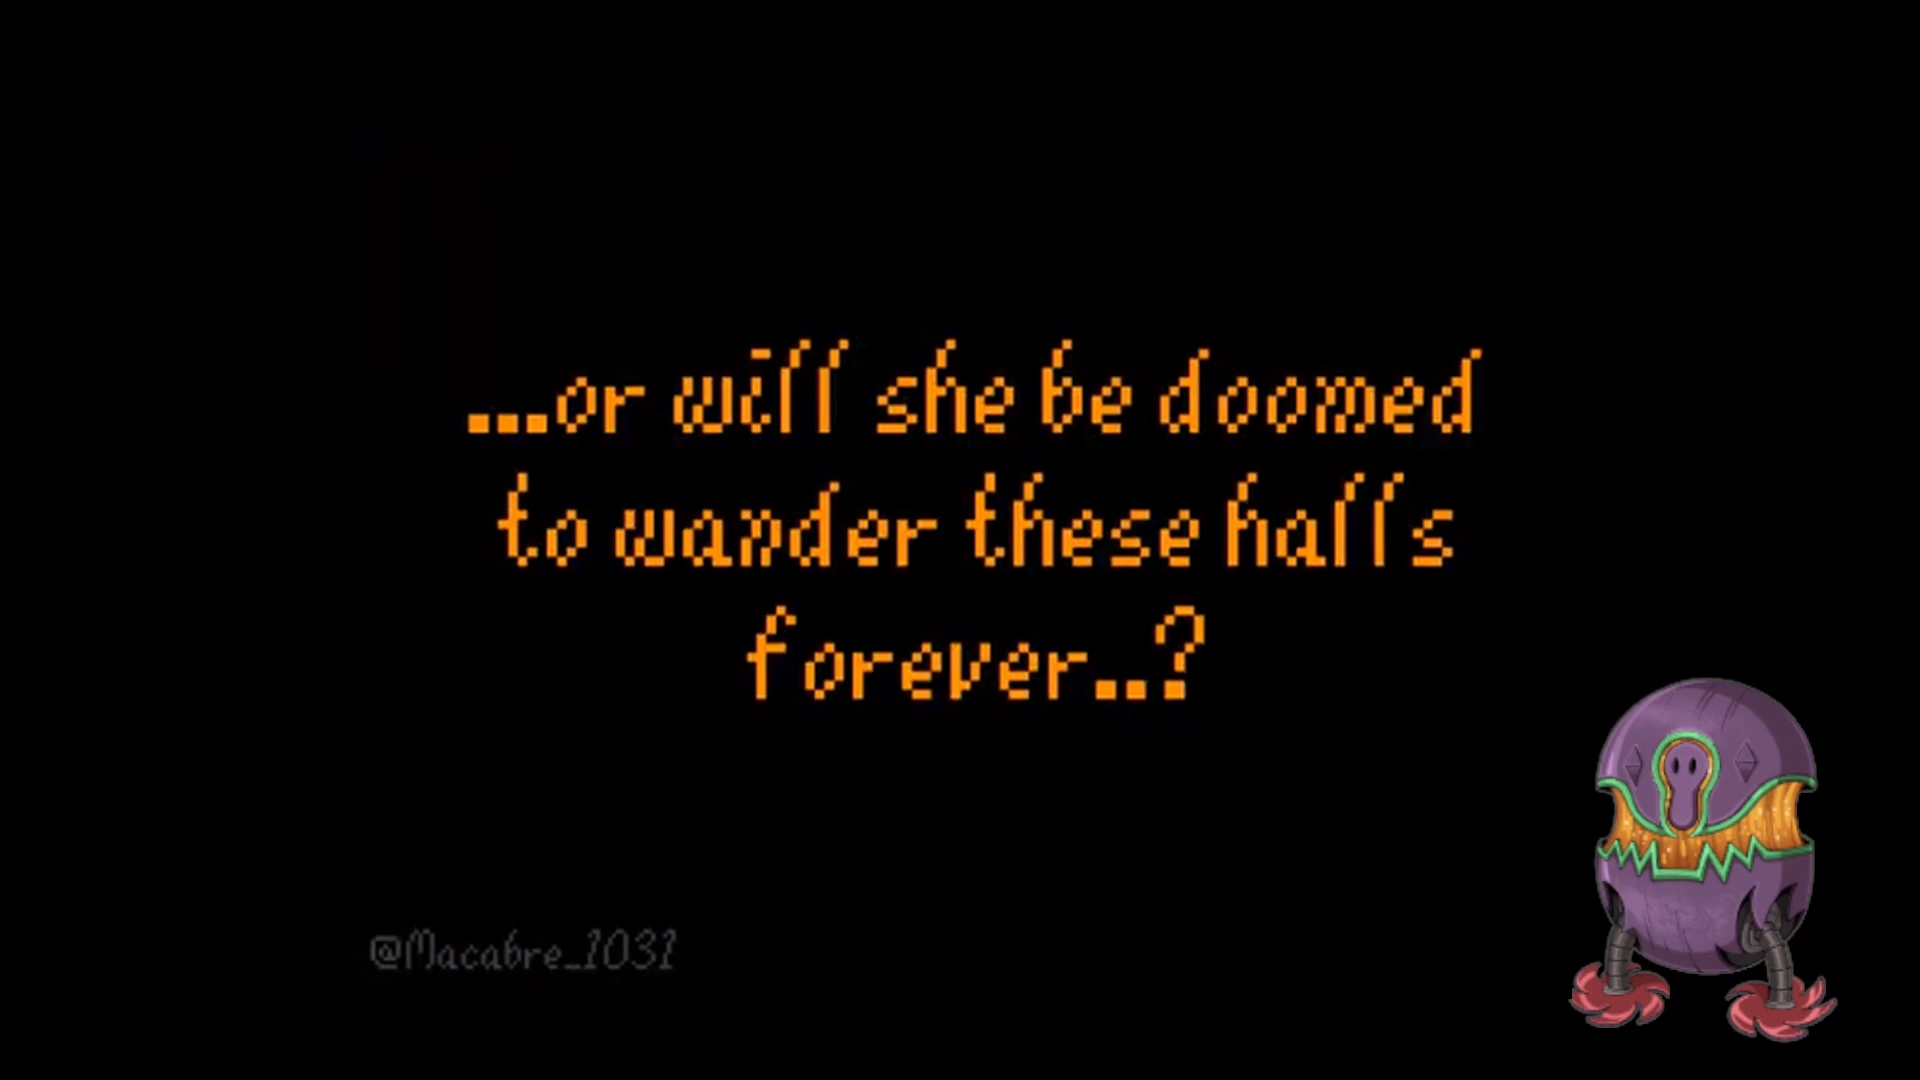 ...or will she be doomed
to wander these halls
forever..?
@Macabre_1031